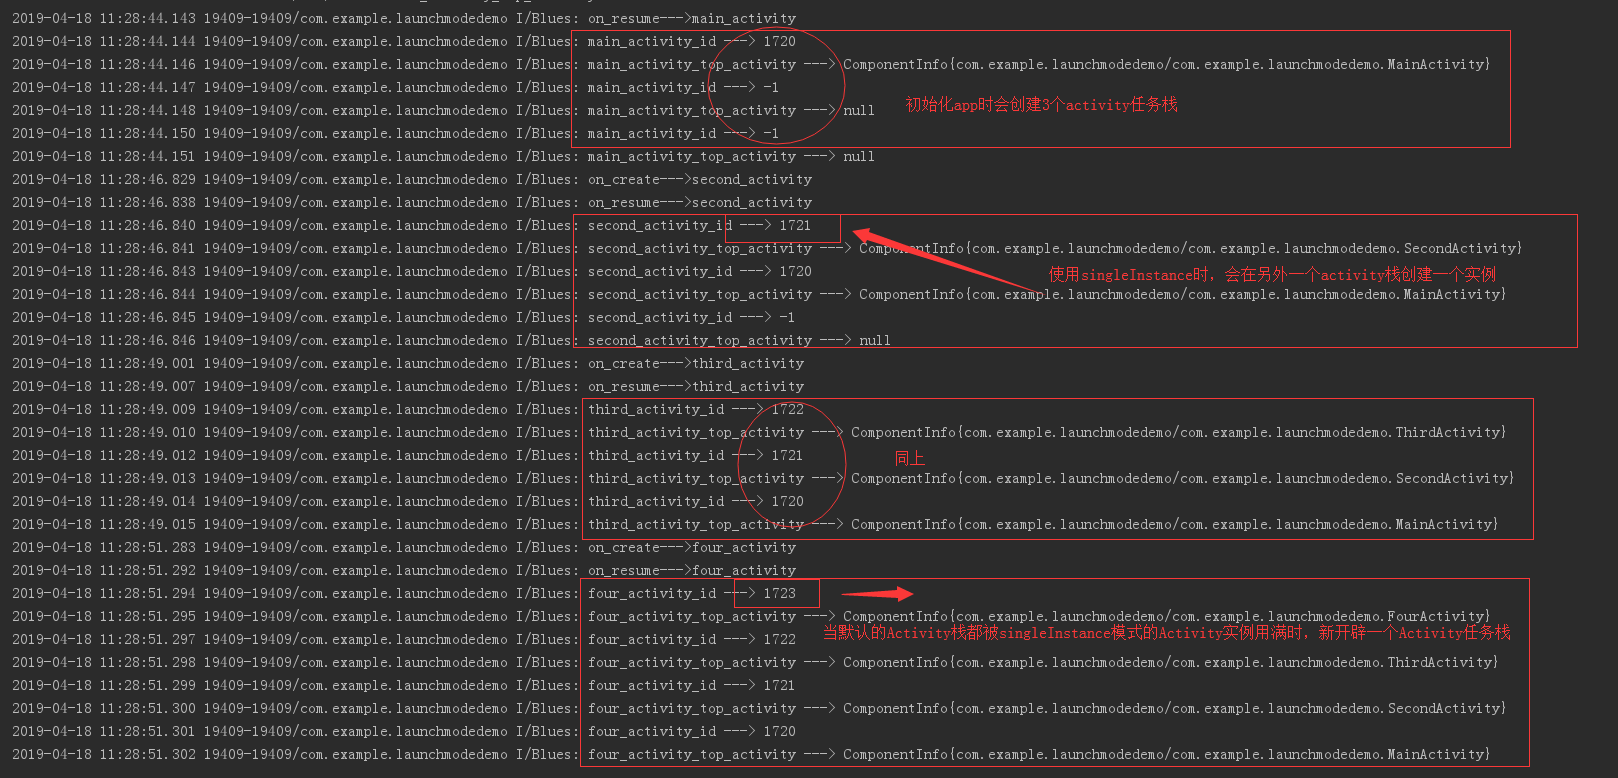 2019-04-18 11:28:44.143 19409-19409/com.example.launchmodedemo I/Blues: on_resume--->main_activity
2019-04-18 11:28:44.144 19409-19409/com.example.launchmodedemo I/Blues: main_activity_id ---> 1720
2019-04-18 11:28:44.146 19409-19409/com.example.launchmodedemo I/Blues: main_activity_top_activity ---> ComponentInfo{com.example.launchmodedemo/com.example.launchmodedemo.MainActivity}
2019-04-18 11:28:44.147 19409-19409/com.example.launchmodedemo I/Blues: main_activity_id ---> -1
初始化app时会创建3个activity任务栈
2019-04-18 11:28:44.148 19409-19409/com.example.launchmodedemo I/Blues: main_activity_top_activity ---> null
2019-04-18 11:28:44.150 19409-19409/com.example.launchmodedemo I/Blues: main_activity_id ---> -1
2019-04-18 11:28:44.151 19409-19409/com.example.launchmodedemo I/Blues: main_activity_top_activity ---> null
2019-04-18 11:28:46.829 19409-19409/com.example.launchmodedemo I/Blues: on_create--->second_activity
2019-04-18 11:28:46.838 19409-19409/com.example.launchmodedemo I/Blues: on_resume--->second_activity
2019-04-18 11:28:46.840 19409-19409/com.example.launchmodedemo I/Blues: second_activity_id ---> 1721
2019-04-18 11:28:46.841 19409-19409/com.example.launchmodedemo I/Blues: second_activity_top_activity ---> ComponentInfo{com.example.launchmodedemo/com.example.launchmodedemo.SecondActivity}
2019-04-18 11:28:46.843 19409-19409/com.example.launchmodedemo I/Blues: second_activity_id ---> 1720
使用singleInstance时，会在另外一个activity栈创建一个实例
2019-04-18 11:28:46.844 19409-19409/com.example.launchmodedemo I/Blues: second_activity_top_activity ---> ComponentInfo{com.example.launchmodedemo/com.example.launchmodedemo.MainActivity}
2019-04-18 11:28:46.845 19409-19409/com.example.launchmodedemo I/Blues: second_activity_id ---> -1
2019-04-18 11:28:46.846 19409-19409/com.example.launchmodedemo I/Blues: second_activity_top_activity ---> null
2019-04-18 11:28:49.001 19409-19409/com.example.launchmodedemo I/Blues: on_create--->third_activity
2019-04-18 11:28:49.007 19409-19409/com.example.launchmodedemo I/Blues: on_resume--->third_activity
2019-04-18 11:28:49.009 19409-19409/com.example.launchmodedemo I/Blues: third_activity_id ---> 1722
2019-04-18 11:28:49.010 19409-19409/com.example.launchmodedemo I/Blues: third_activity_top_activity ---> ComponentInfo{com.example.launchmodedemo/com.example.launchmodedemo.ThirdActivity}
2019-04-18 11:28:49.012 19409-19409/com.example.launchmodedemo I/Blues: third_activity_id ---> 1721
同上
2019-04-18 11:28:49.013 19409-19409/com.example.launchmodedemo I/Blues: third_activity_top_activity ---> ComponentInfo{com.example.launchmodedemo/com.example.launchmodedemo.SecondActivity}
2019-04-18 11:28:49.014 19409-19409/com.example.launchmodedemo I/Blues: third_activity_id ---> 1720
2019-04-18 11:28:49.015 19409-19409/com.example.launchmodedemo I/Blues: third_activity_top_activity ---> ComponentInfo{com.example.launchmodedemo/com.example.launchmodedemo.MainActivity}
2019-04-18 11:28:51.283 19409-19409/com.example.launchmodedemo I/Blues: on_create--->four_activity
2019-04-18 11:28:51.292 19409-19409/com.example.launchmodedemo I/Blues: on_resume--->four_activity
2019-04-18 11:28:51.294 19409-19409/com.example.launchmodedemo I/Blues: four_activity_id ---> 1723
2019-04-18 11:28:51.295 19409-19409/com.example.launchmodedemo I/Blues: four_activity_top_activity ---> ComponentInfo{com.example.launchmodedemo/com.example.launchmodedemo.FourActivity}
当默认的Activity栈都被singleInstance模式的Activity实例用满时，新开辟一个Activity任务栈
2019-04-18 11:28:51.297 19409-19409/com.example.launchmodedemo I/Blues: four_activity_id ---> 1722
2019-04-18 11:28:51.298 19409-19409/com.example.launchmodedemo I/Blues: four_activity_top_activity ---> ComponentInfo{com.example.launchmodedemo/com.example.launchmodedemo.ThirdActivity}
2019-04-18 11:28:51.299 19409-19409/com.example.launchmodedemo I/Blues: four_activity_id ---> 1721
2019-04-18 11:28:51.300 19409-19409/com.example.launchmodedemo I/Blues: four_activity_top_activity ---> ComponentInfo{com.example.launchmodedemo/com.example.launchmodedemo.SecondActivity}
2019-04-18 11:28:51.301 19409-19409/com.example.launchmodedemo I/Blues: four_activity_id ---> 1720
2019-04-18 11:28:51.302 19409-19409/com.example.launchmodedemo I/Blues: four_activity_top_activity ---> ComponentInfo{com.example.launchmodedemo/com.example.launchmodedemo.MainActivity}